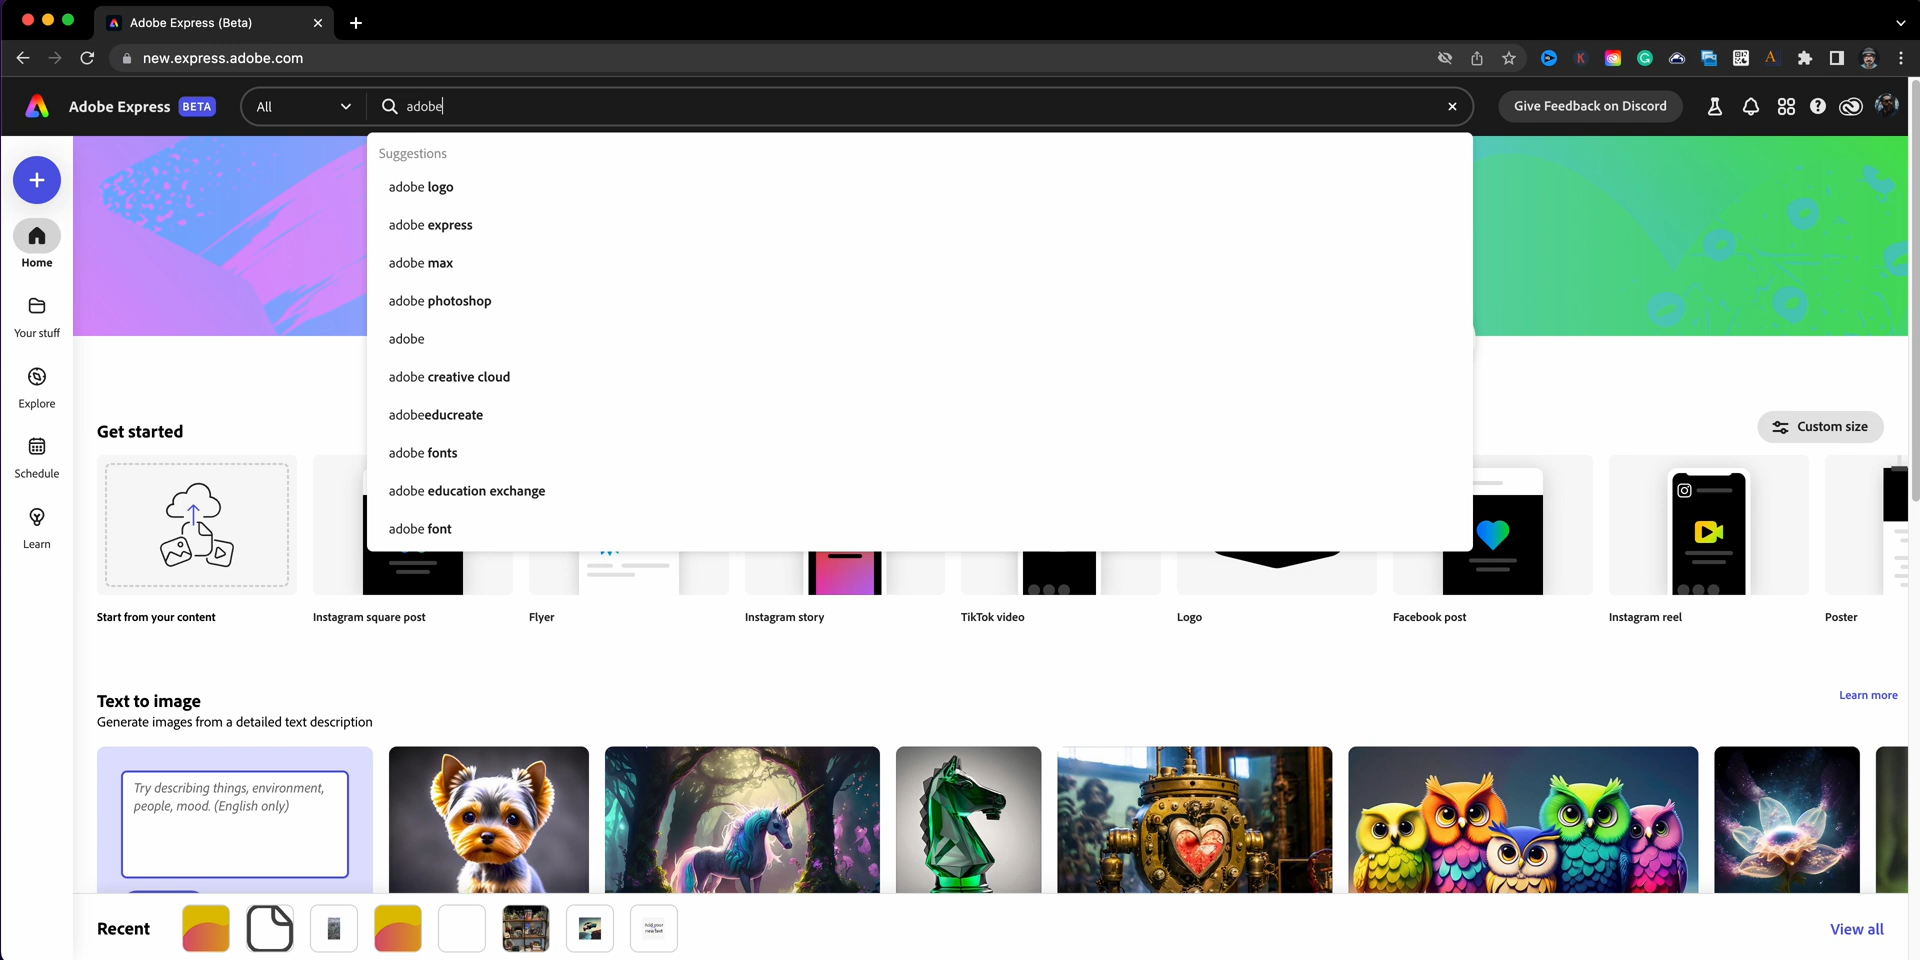 Adobe Express (Beta)
new.express.adobe.com
Adobe Express BETA
All
adobe
Give Feedback on Discord
Suggestions
adobe logo
adobe express
adobe max
adobe photoshop
adobe
adobe creative cloud
adobeeducreate
adobe fonts
adobe education exchange
adobe font
Home
Your stuff
Explore
Schedule
Learn
Get started
Custom size
Start from your content
Instagram square post
Flyer
Instagram story
TikTok video
Logo
Facebook post
Instagram reel
Poster
Text to image
Learn more
Generate images from a detailed text description
Try describing things, environment,
people, mood. (English only)
Recent
Add your
new text
View all